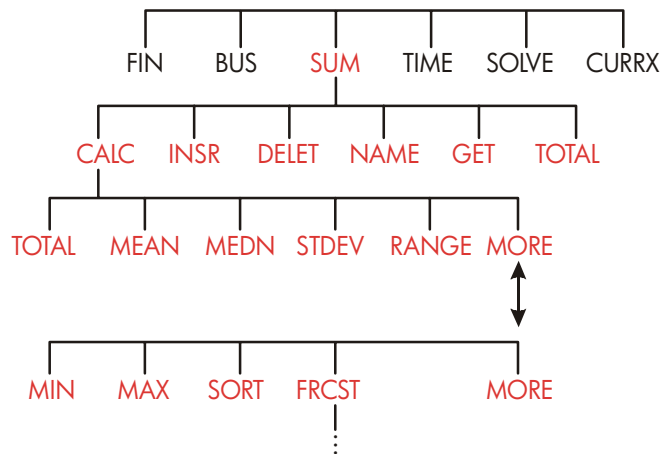 FIN BUS SUM TIME SOLVE CURRX
CALC INSR DELET NAME GET TOTAL
TOTAL MEAN MEDN STDEV RANGE MORE
MIN MAX SORT FRCST MORE